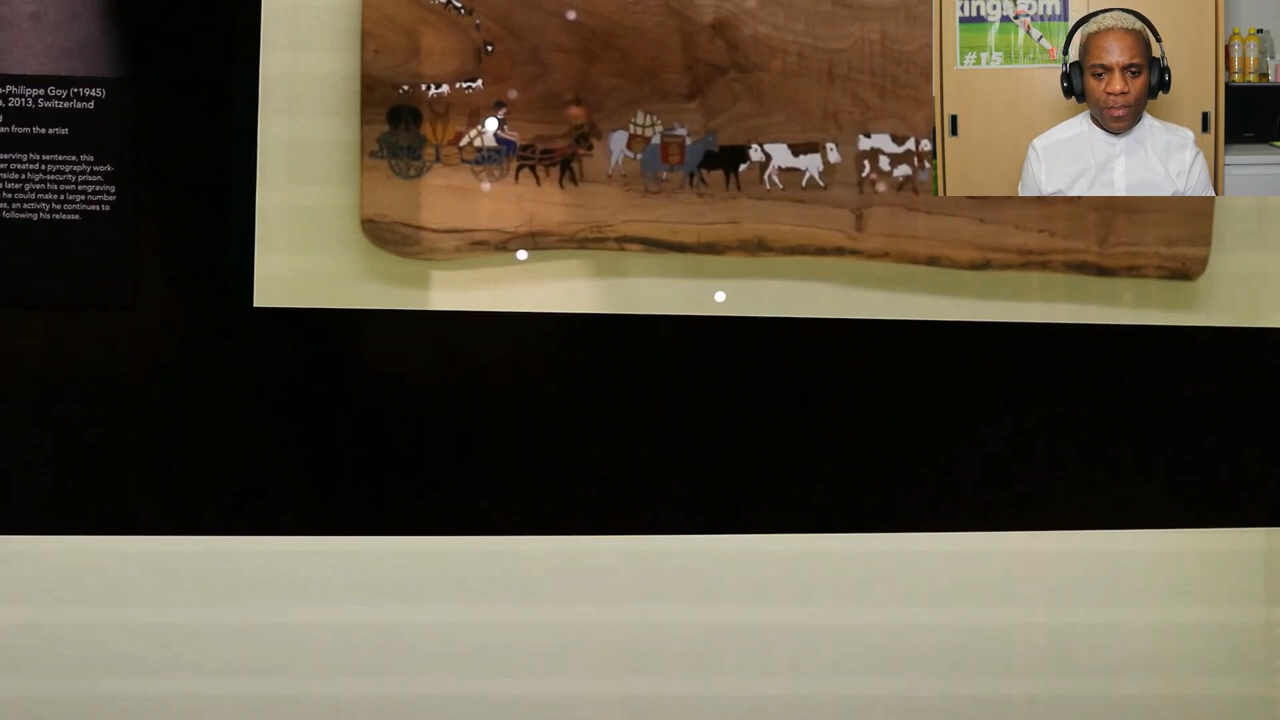 -Philippe Goy (*1945)
, 2013, Switzerland
an from the artist
serving his sentence, this
er created a pyrography work-
nside a high-security prison.
s later given his own engraving
he could make a large number
es, an activity he continues to
following his release.
kingdom
#15